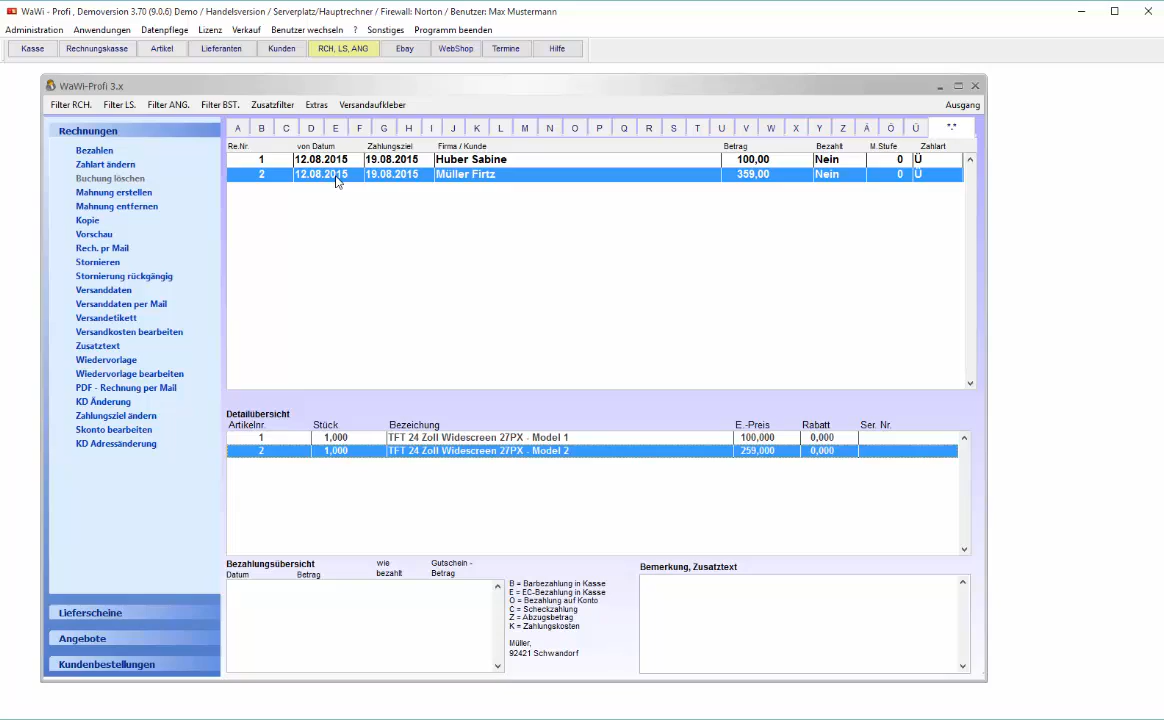 WaWi - Profi , Demoversion 3.70 (9.0.6) Demo / Handelsversion / Serverplatz/Hauptrechner / Firewall: Norton / Benutzer: Max Mustermann
Administration Anwendungen Datenpflege Lizenz Verkauf Benutzer wechseln ? Sonstiges Programm beenden
Kasse Rechnungskasse Artikel Lieferanten Kunden RCH, LS, ANG Ebay WebShop Termine Hilfe
WaWi-Profi 3.x
Filter RCH. Filter LS. Filter ANG. Filter BST. Zusatzfilter Extras Versandaufkleber Ausgang
Rechnungen
Bezahlen
Zahlart ändern
Buchung löschen
Mahnung erstellen
Mahnung entfernen
Kopie
Vorschau
Rech. pr Mail
Stornieren
Stornierung rückgängig
Versanddaten
Versanddaten per Mail
Versandetikett
Versandkosten bearbeiten
Zusatztext
Wiedervorlage
Wiedervorlage bearbeiten
PDF - Rechnung per Mail
KD Änderung
Zahlungsziel ändern
Skonto bearbeiten
KD Adressänderung
Lieferscheine
Angebote
Kundenbestellungen
A B C D E F G H I J K L M N O P Q R S T U V W X Y Z Ä Ö Ü *.*
Re.Nr. von Datum Zahlungsziel Firma / Kunde Betrag Bezahlt M.Stufe Zahlart
1 12.08.2015 19.08.2015 Huber Sabine 100,00 Nein 0 Ü
2 12.08.2015 19.08.2015 Müller Firtz 359,00 Nein 0 Ü
Detailübersicht
Artikelnr. Stück Bezeichung E.-Preis Rabatt Ser. Nr.
1 1,000 TFT 24 Zoll Widescreen 27PX - Model 1 100,000 0,000
2 1,000 TFT 24 Zoll Widescreen 27PX - Model 2 259,000 0,000
Bezahlungsübersicht
Datum Betrag wie bezahlt Gutschein - Betrag
B = Barbezahlung in Kasse
E = EC-Bezahlung in Kasse
O = Bezahlung auf Konto
C = Scheckzahlung
Z = Abzugsbetrag
K = Zahlungskosten
Müller,
92421 Schwandorf
Bemerkung, Zusatztext